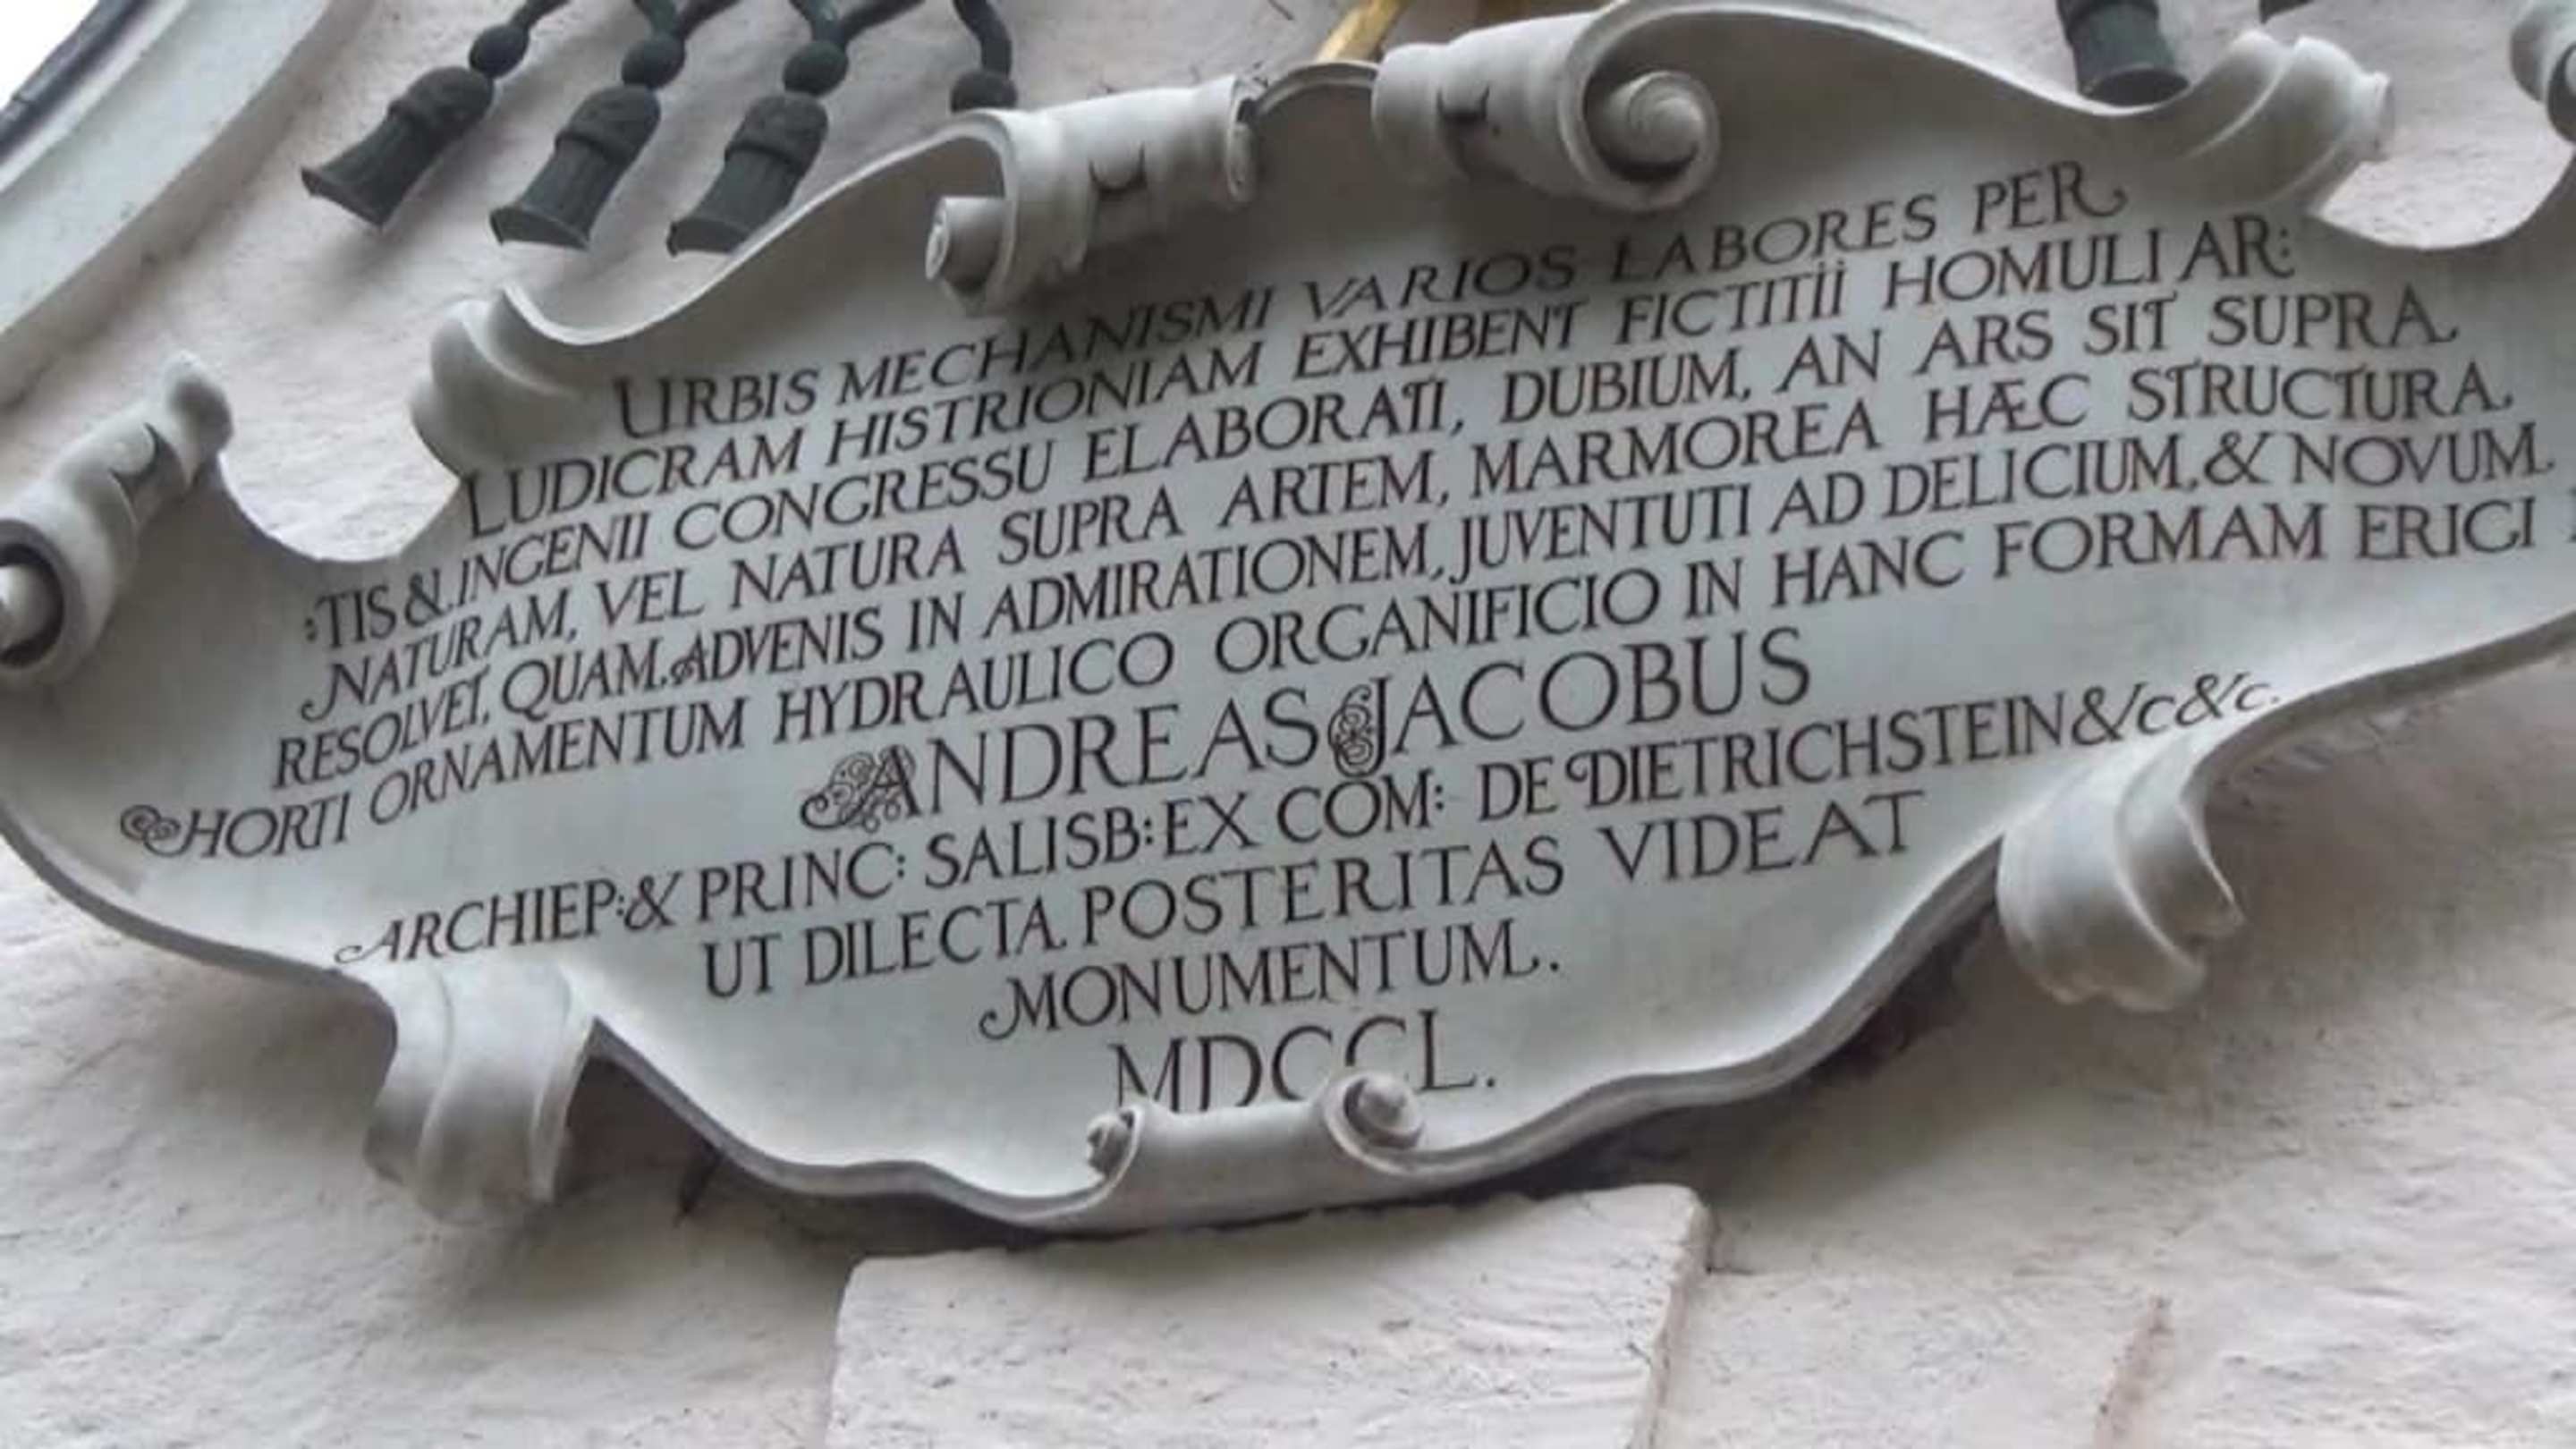 URBIS MECHANISMI VARIOS LABORES PER
LUDICRAM HISTRIONIAM EXHIBENT FICTITII HOMULI AR:
:TIS & INGENII CONGRESSU ELABORATI, DUBIUM, AN ARS SIT SUPRA
NATURAM, VEL NATURA SUPRA ARTEM, MARMOREA HÆC STRUCTURA
RESOLVET, QUAM ADVENIS IN ADMIRATIONEM, JUVENTUTI AD DELICIUM, & NOVUM
HORTI ORNAMENTUM HYDRAULICO ORGANIFICIO IN HANC FORMAM ERIGI
ANDREAS JACOBUS
ARCHIEP: & PRINC: SALISB: EX COM: DE DIETRICHSTEIN &c &c.
UT DILECTA POSTERITAS VIDEAT
MONUMENTUM.
MDCCL.